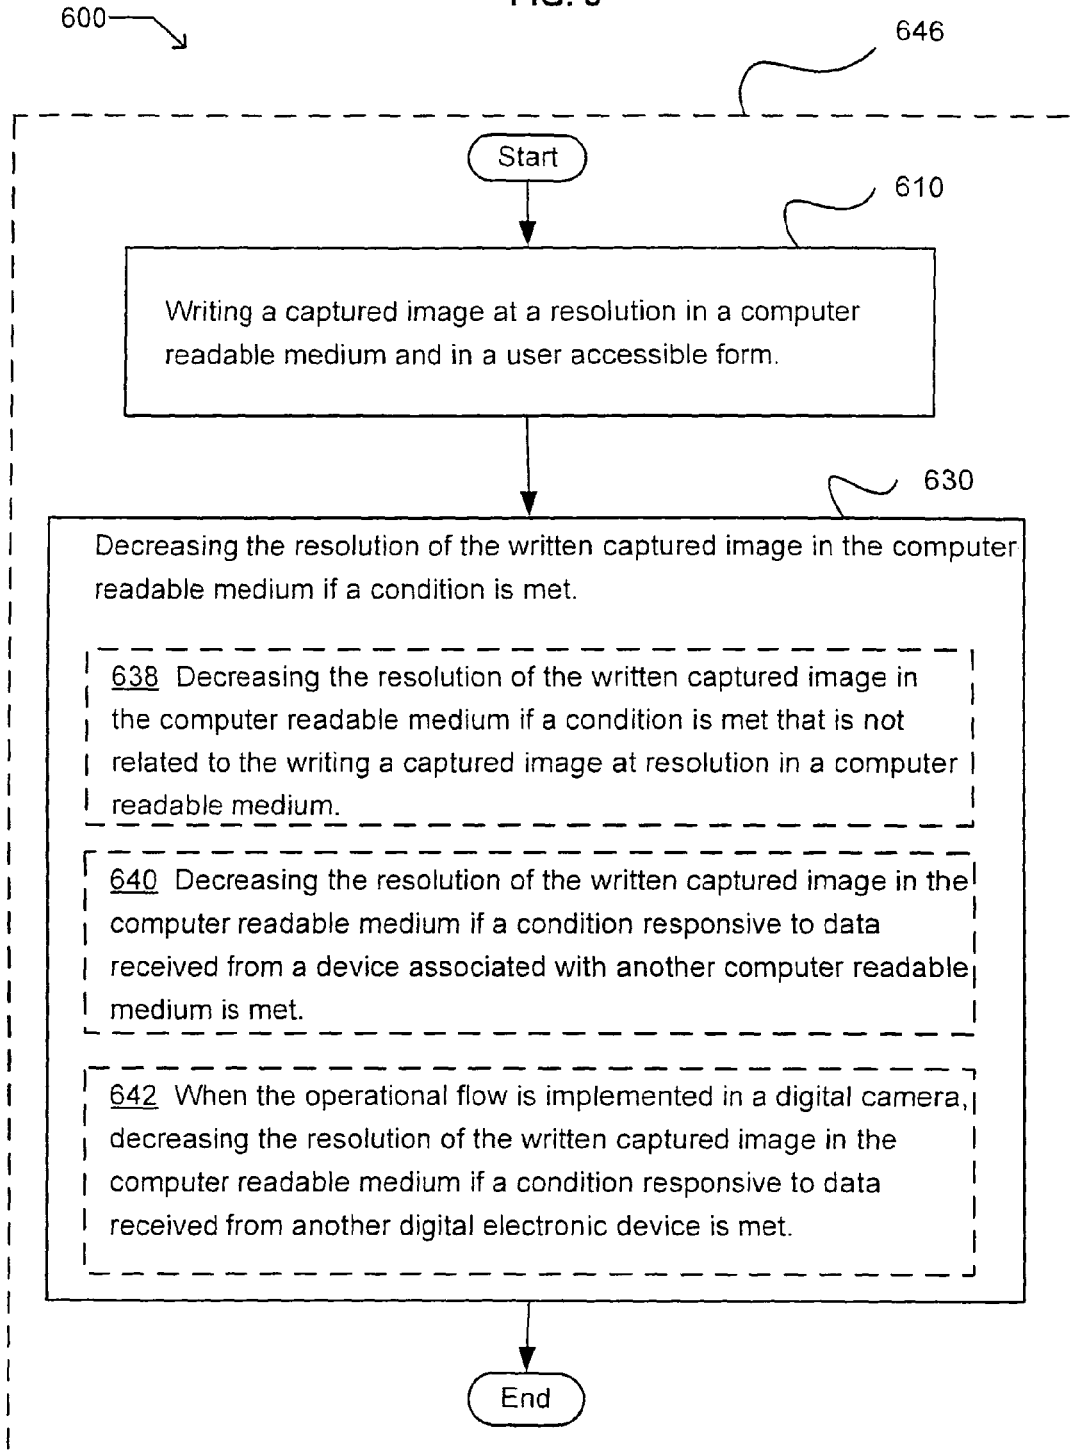 600
646
Start
610
Writing a captured image at a resolution in a computer
readable medium and in a user accessible form.
630
Decreasing the resolution of the written captured image in the computer
readable medium if a condition is met.
638 Decreasing the resolution of the written captured image in
the computer readable medium if a condition is met that is not
related to the writing a captured image at resolution in a computer
readable medium.
640 Decreasing the resolution of the written captured image in the
computer readable medium if a condition responsive to data
received from a device associated with another computer readable
medium is met.
642 When the operational flow is implemented in a digital camera,
decreasing the resolution of the written captured image in the
computer readable medium if a condition responsive to data
received from another digital electronic device is met.
End